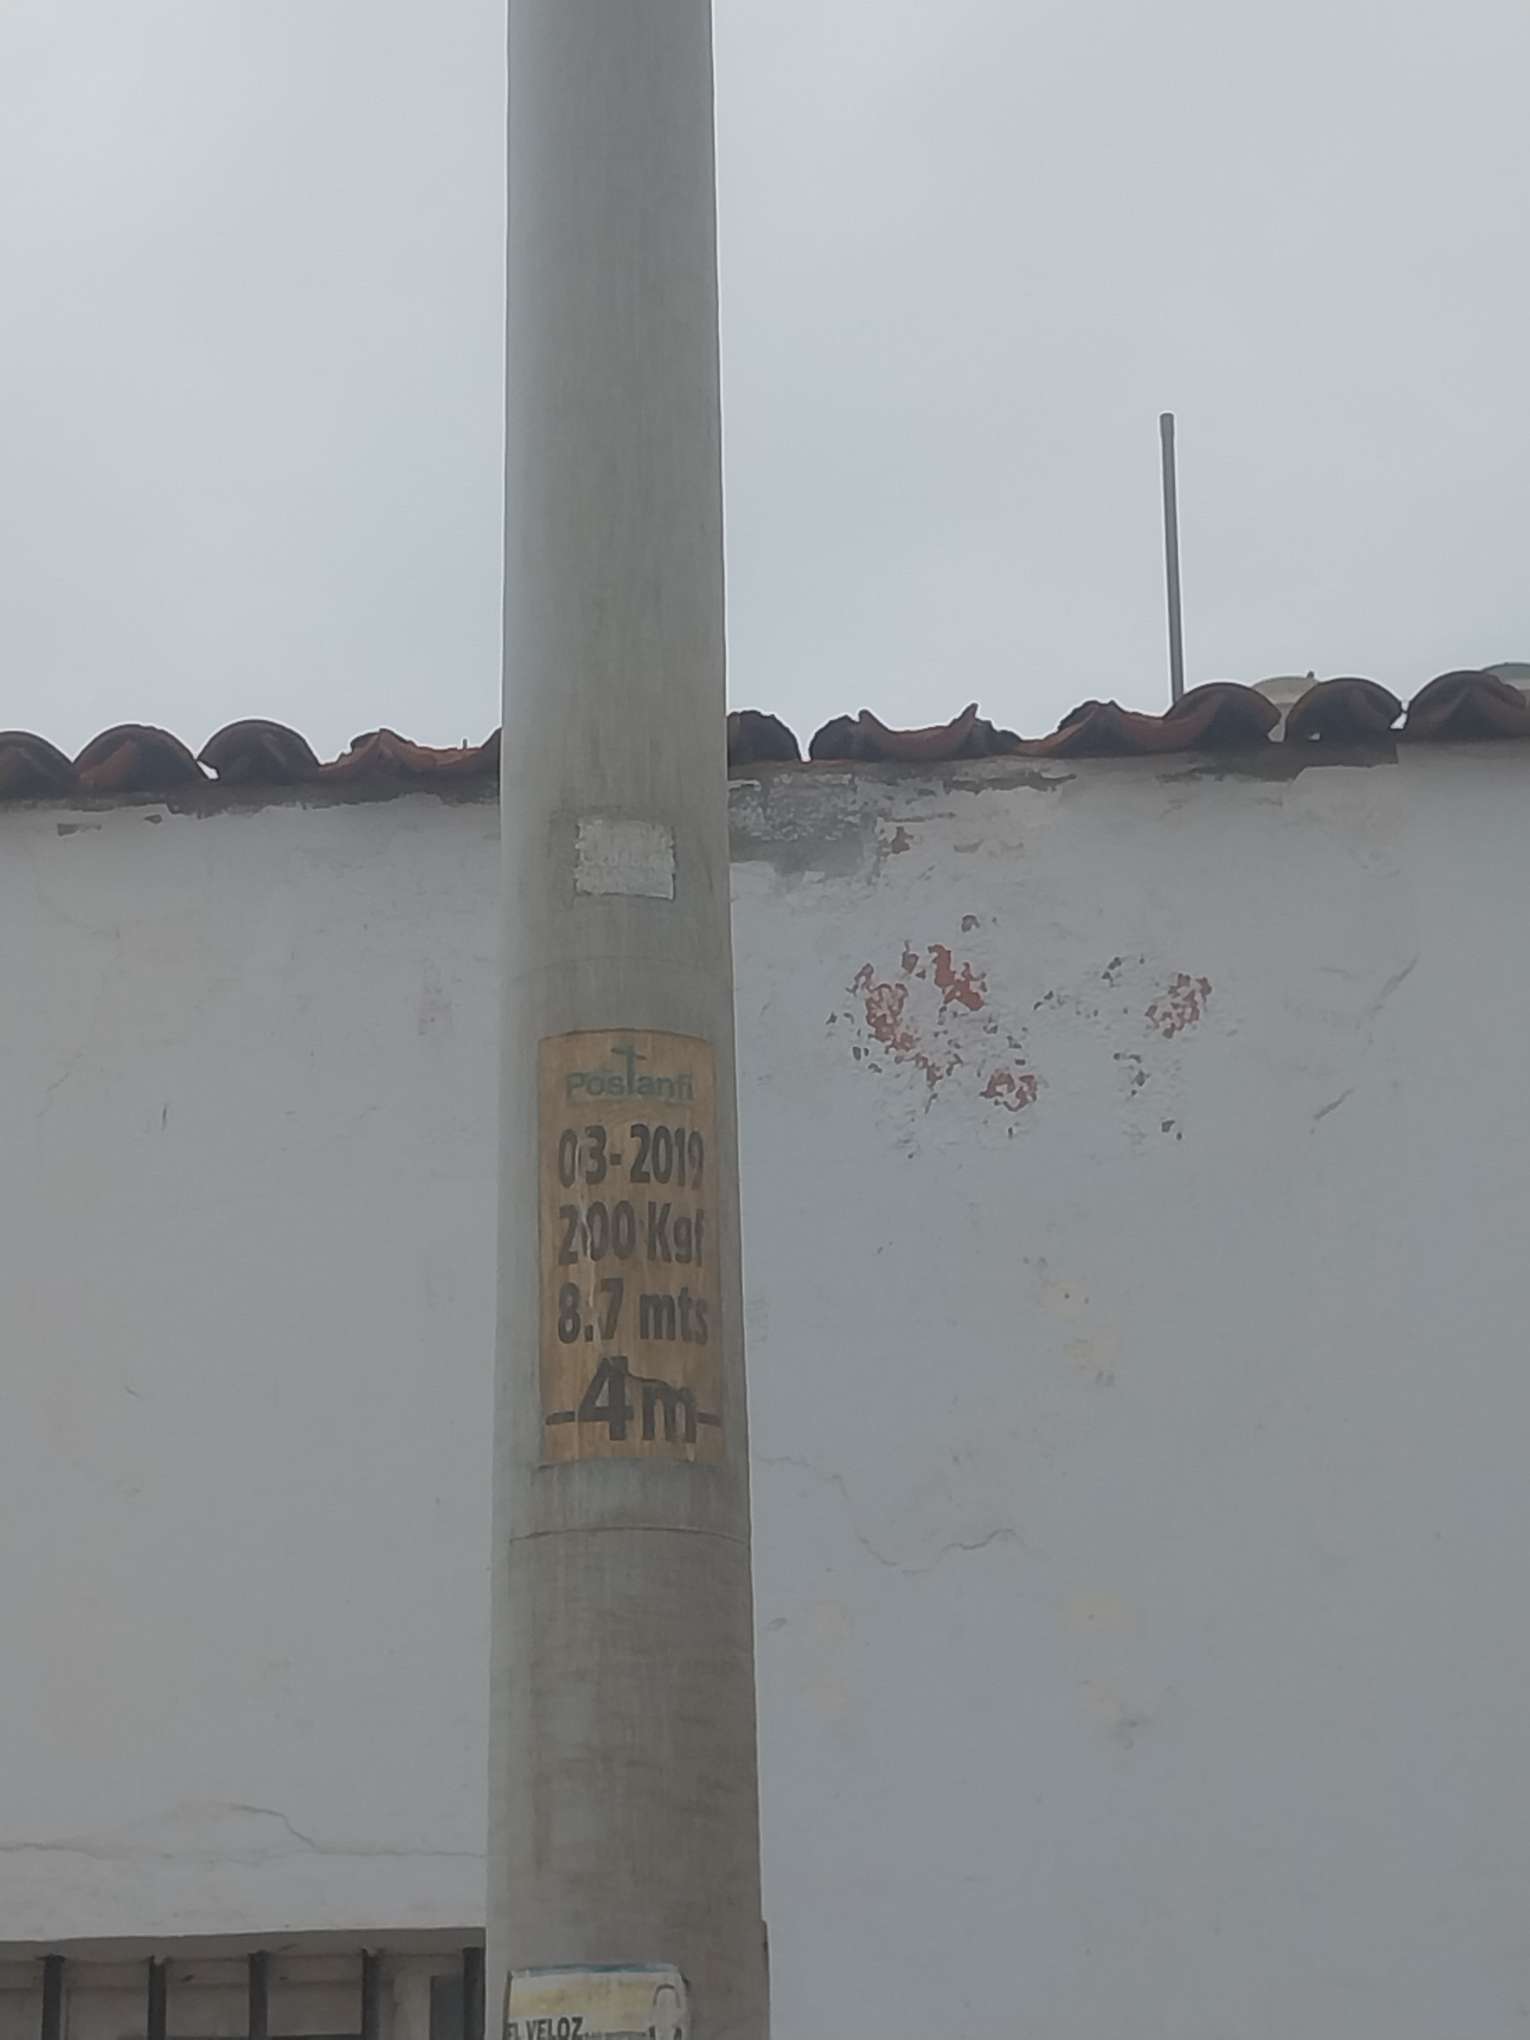 Postanfi
03-2019
200 Kgf
8.7 mts
-4m-
EL VELOZ